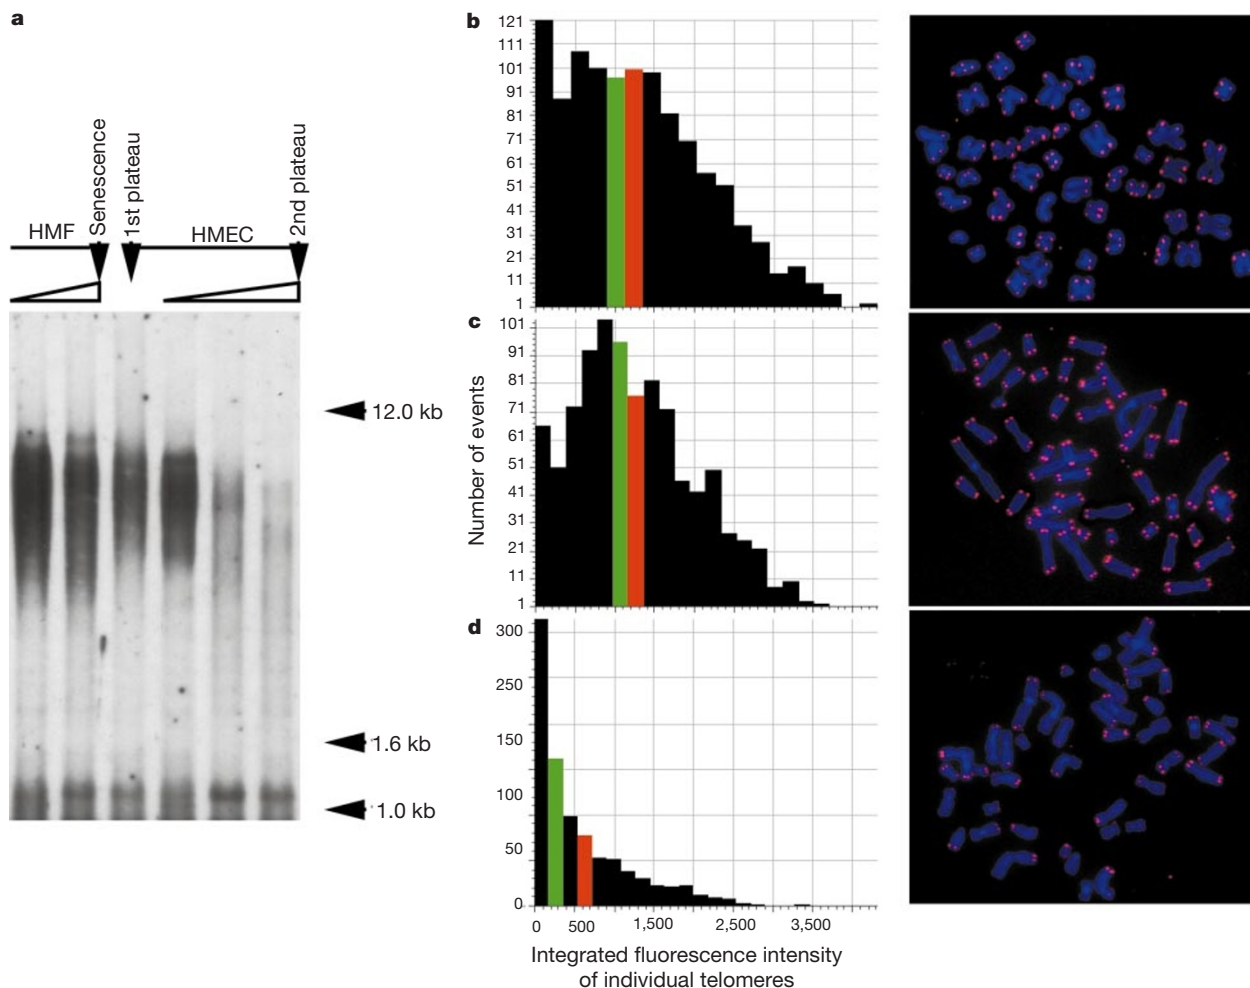 a
HMF
Senescence
1st plateau
HMEC
2nd plateau
12.0 kb
1.6 kb
1.0 kb
b
121
111
101
91
81
71
61
51
41
31
21
11
1
c
101
91
81
71
61
51
41
31
21
11
1
Number of events
d
300
250
150
100
50
0
0 500 1,500 2,500 3,500
Integrated fluorescence intensity
of individual telomeres